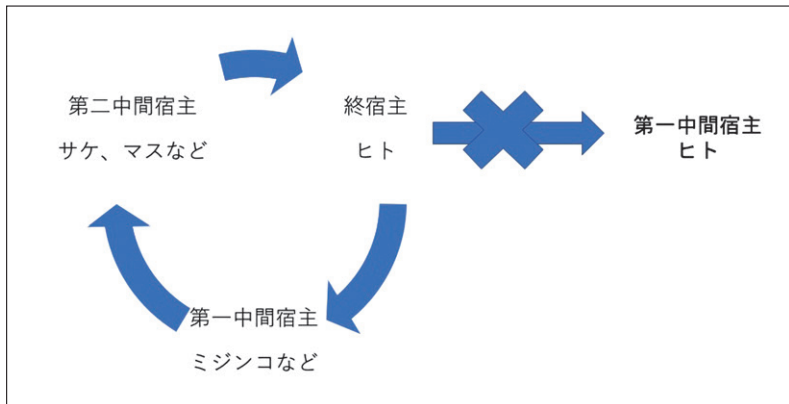 第二中間宿主
サケ、マスなど
終宿主
ヒト
第一中間宿主
ヒト
第一中間宿主
ミジンコなど